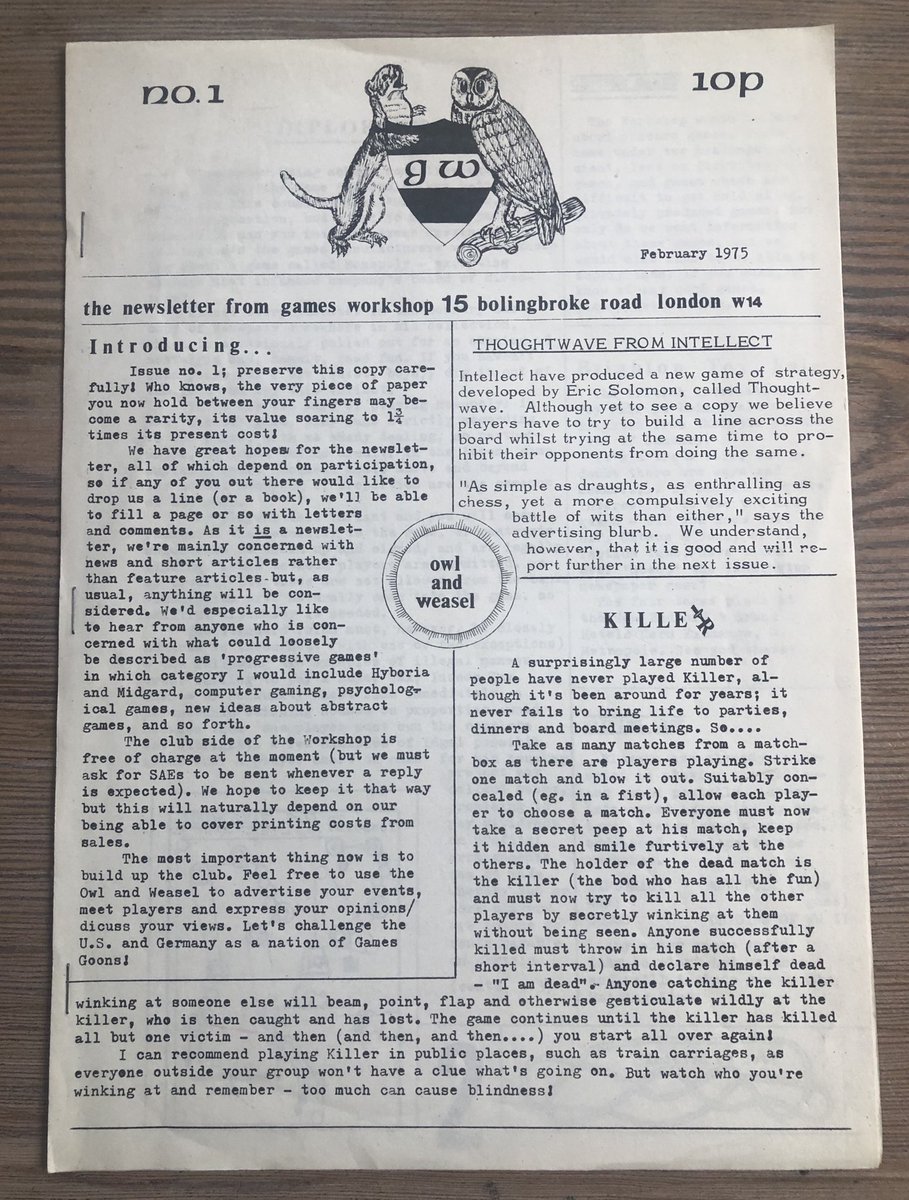 no. 1
10p
g w
February 1975
the newsletter from games workshop 15 bolingbroke road london w14
Introducing...
Issue no. 1; preserve this copy care-
fully! Who knows, the very piece of paper
you now hold between your fingers may be-
come a rarity, its value soaring to 1¾
times its present cost!
We have great hopes for the newslet-
ter, all of which depend on participation,
so if any of you out there would like to
drop us a line (or a book), we'll be able
to fill a page or so with letters
and comments. As it is a newslet-
ter, we're mainly concerned with
news and short articles rather
than feature articles but, as
usual, anything will be con-
sidered. We'd especially like
to hear from anyone who is con-
cerned with what could loosely
be described as 'progressive games'
in which category I would include Hyboria
and Midgard, computer gaming, psycholog-
ical games, new ideas about abstract
games, and so forth.
The club side of the Workshop is
free of charge at the moment (but we must
ask for SAEs to be sent whenever a reply
is expected). We hope to keep it that way
but this will naturally depend on our
being able to cover printing costs from
sales.
The most important thing now is to
build up the club. Feel free to use the
Owl and Weasel to advertise your events,
meet players and express your opinions/
dicuss your views. Let's challenge the
U.S. and Germany as a nation of Games
Goons!
owl
and
weasel
THOUGHTWAVE FROM INTELLECT
Intellect have produced a new game of strategy,
developed by Eric Solomon, called Thought-
wave. Although yet to see a copy we believe
players have to try to build a line across the
board whilst trying at the same time to pro-
hibit their opponents from doing the same.
"As simple as draughts, as enthralling as
chess, yet a more compulsively exciting
battle of wits than either," says the
advertising blurb. We understand,
however, that it is good and will re-
port further in the next issue.
KILLER
A surprisingly large number of
people have never played Killer, al-
though it's been around for years; it
never fails to bring life to parties,
dinners and board meetings. So....
Take as many matches from a match-
box as there are players playing. Strike
one match and blow it out. Suitably con-
cealed (eg. in a fist), allow each play-
er to choose a match. Everyone must now
take a secret peep at his match, keep
it hidden and smile furtively at the
others. The holder of the dead match is
the killer (the bod who has all the fun)
and must now try to kill all the other
players by secretly winking at them
without being seen. Anyone successfully
killed must throw in his match (after a
short interval) and declare himself dead
- "I am dead". Anyone catching the killer
winking at someone else will beam, point, flap and otherwise gesticulate wildly at the
killer, who is then caught and has lost. The game continues until the killer has killed
all but one victim - and then (and then, and then....) you start all over again!
I can recommend playing Killer in public places, such as train carriages, as
everyone outside your group won't have a clue what's going on. But watch who you're
winking at and remember - too much can cause blindness!